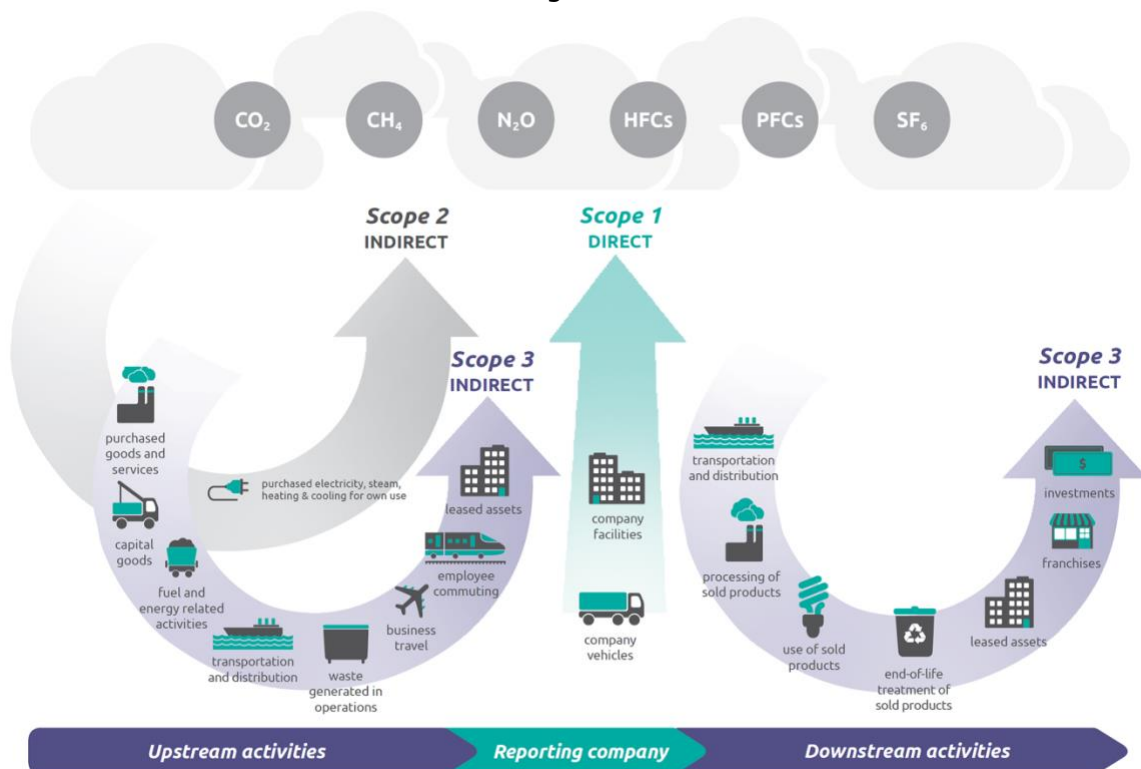 CO₂
CH₄
N₂O
HFCs
PFCs
SF₆
Scope 2
INDIRECT
Scope 1
DIRECT
Scope 3
INDIRECT
Scope 3
INDIRECT
purchased
goods and
services
capital
goods
fuel and
energy related
activities
transportation
and distribution
waste
generated in
operations
business
travel
employee
commuting
leased assets
purchased electricity, steam,
heating & cooling for own use
company
facilities
company
vehicles
transportation
and distribution
processing of
sold products
use of sold
products
end-of-life
treatment of
sold products
leased assets
franchises
$
investments
Upstream activities
Reporting company
Downstream activities